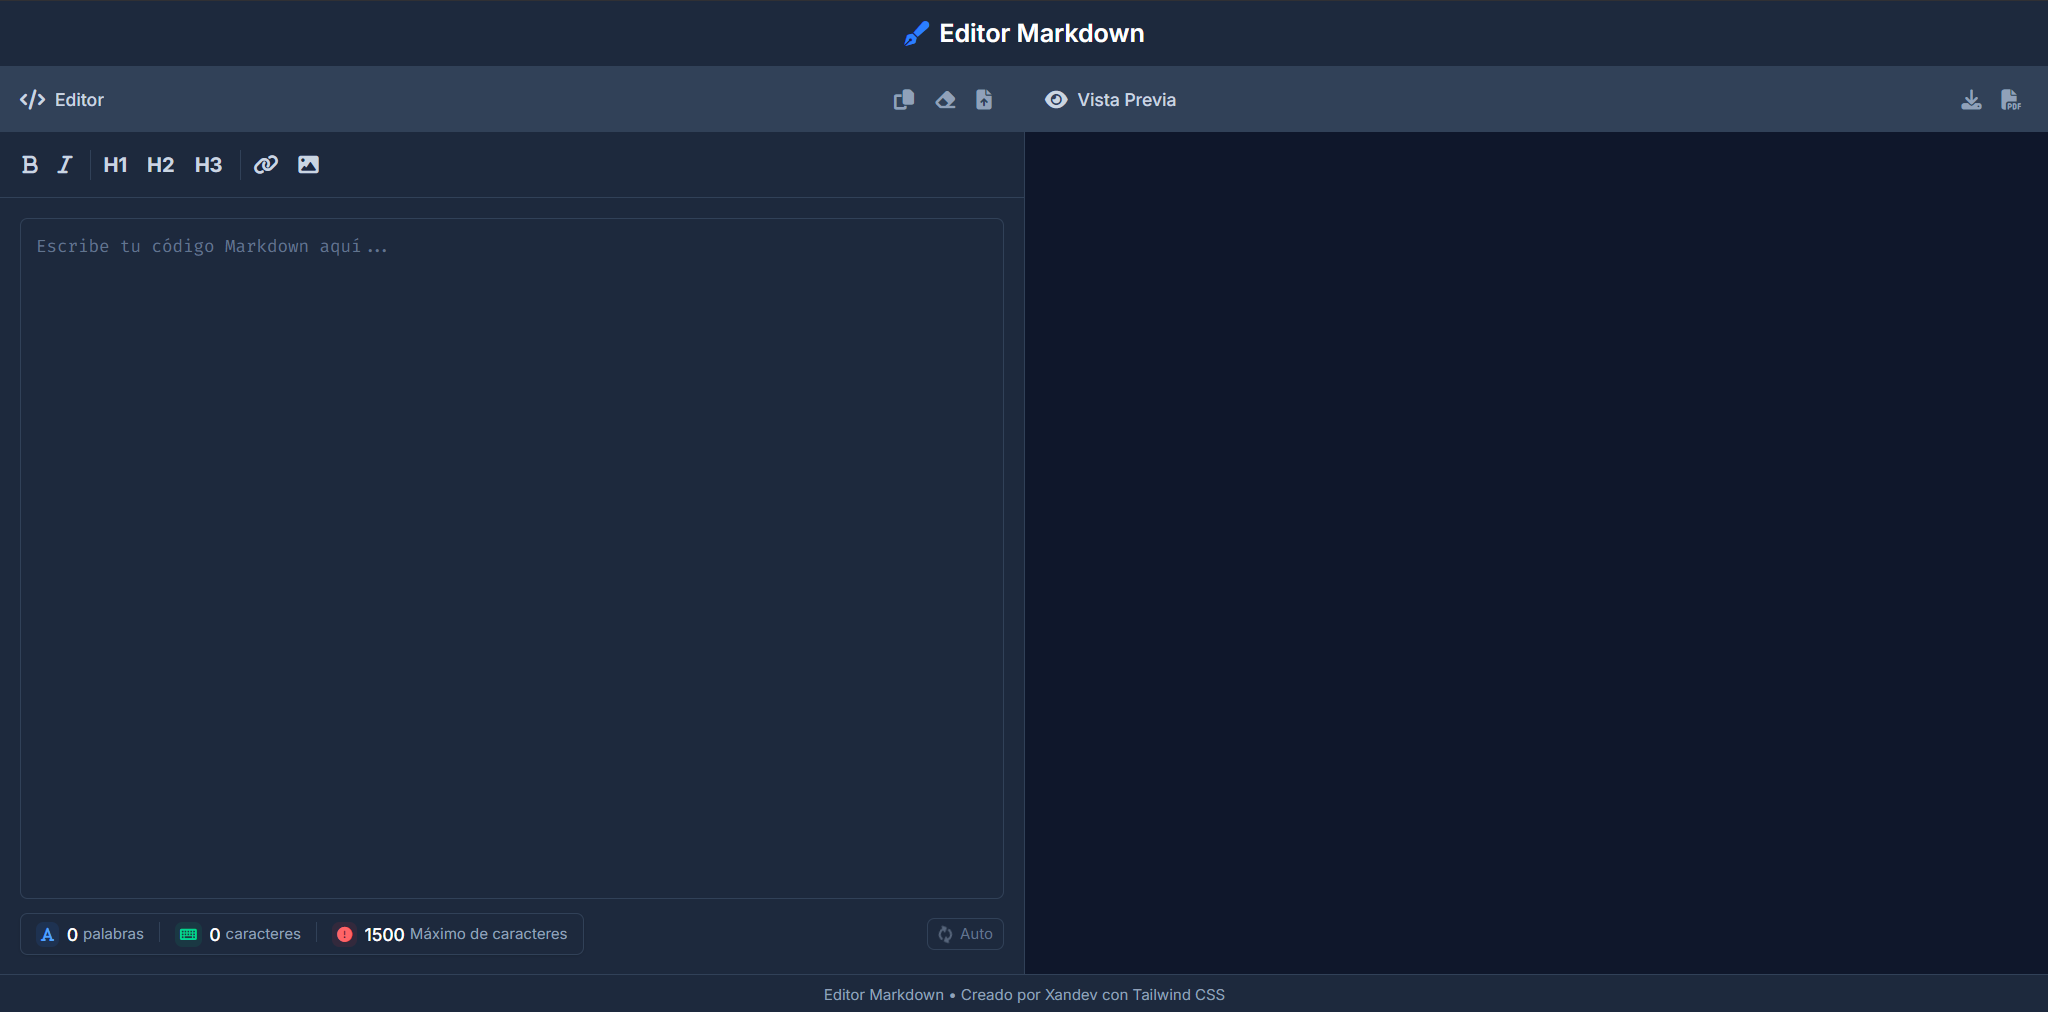 Editor Markdown
Editor
Vista Previa
PDF
B I H1 H2 H3
Escribe tu código Markdown aquí...
A 0 palabras 0 caracteres 1500 Máximo de caracteres Auto
Editor Markdown • Creado por Xandev con Tailwind CSS